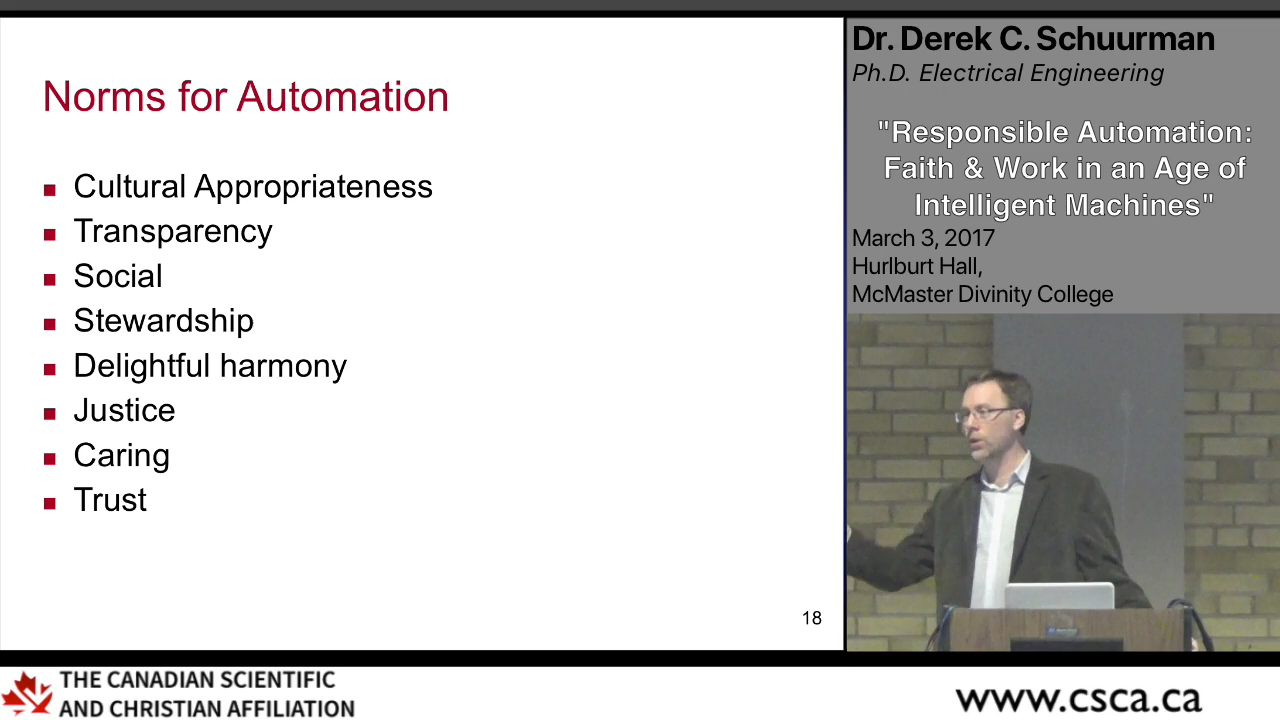 Norms for Automation
Cultural Appropriateness
Transparency
Social
Stewardship
Delightful harmony
Justice
Caring
Trust
18
Dr. Derek C. Schuurman
Ph.D. Electrical Engineering
"Responsible Automation:
Faith & Work in an Age of
Intelligent Machines"
March 3, 2017
Hurlburt Hall,
McMaster Divinity College
THE CANADIAN SCIENTIFIC
AND CHRISTIAN AFFILIATION
www.csca.ca